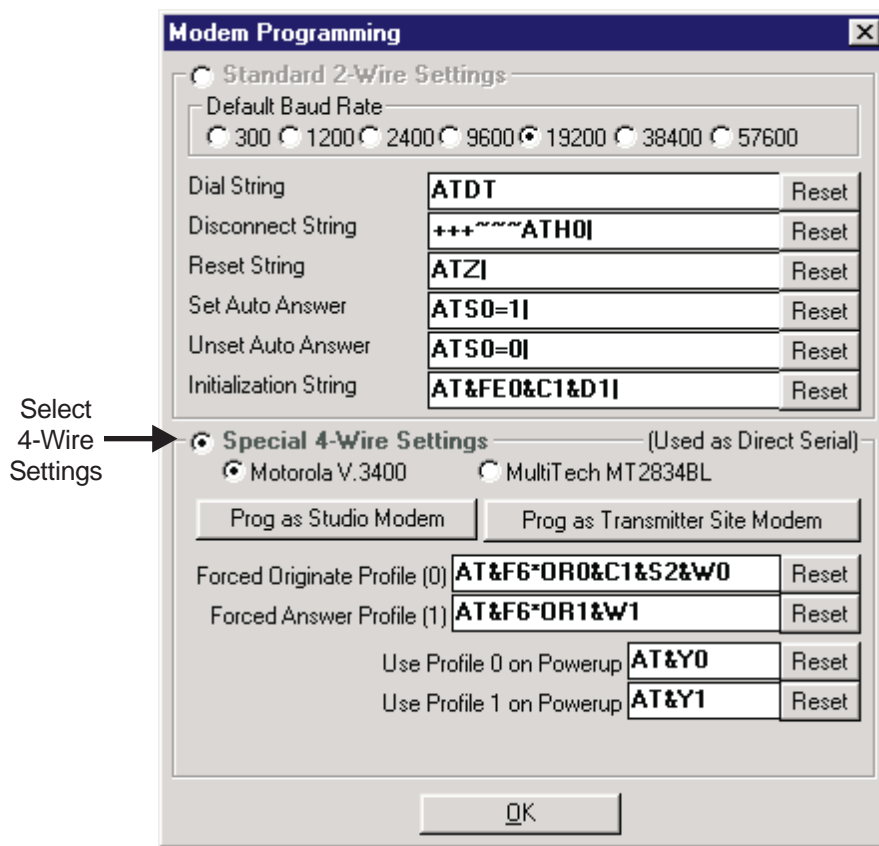 Modem Programming
Standard 2-Wire Settings
Default Baud Rate
300 1200 2400 9600 19200 38400 57600
Dial String ATDT Reset
Disconnect String +++~~~ATH0| Reset
Reset String ATZ| Reset
Set Auto Answer ATS0=1| Reset
Unset Auto Answer ATS0=0| Reset
Initialization String AT&FE0&C1&D1| Reset
Select
4-Wire
Settings
Special 4-Wire Settings (Used as Direct Serial)
Motorola V.3400 MultiTech MT2834BL
Prog as Studio Modem Prog as Transmitter Site Modem
Forced Originate Profile (0) AT&F6*OR0&C1&S2&W0 Reset
Forced Answer Profile (1) AT&F6*OR1&W1 Reset
Use Profile 0 on Powerup AT&Y0 Reset
Use Profile 1 on Powerup AT&Y1 Reset
OK